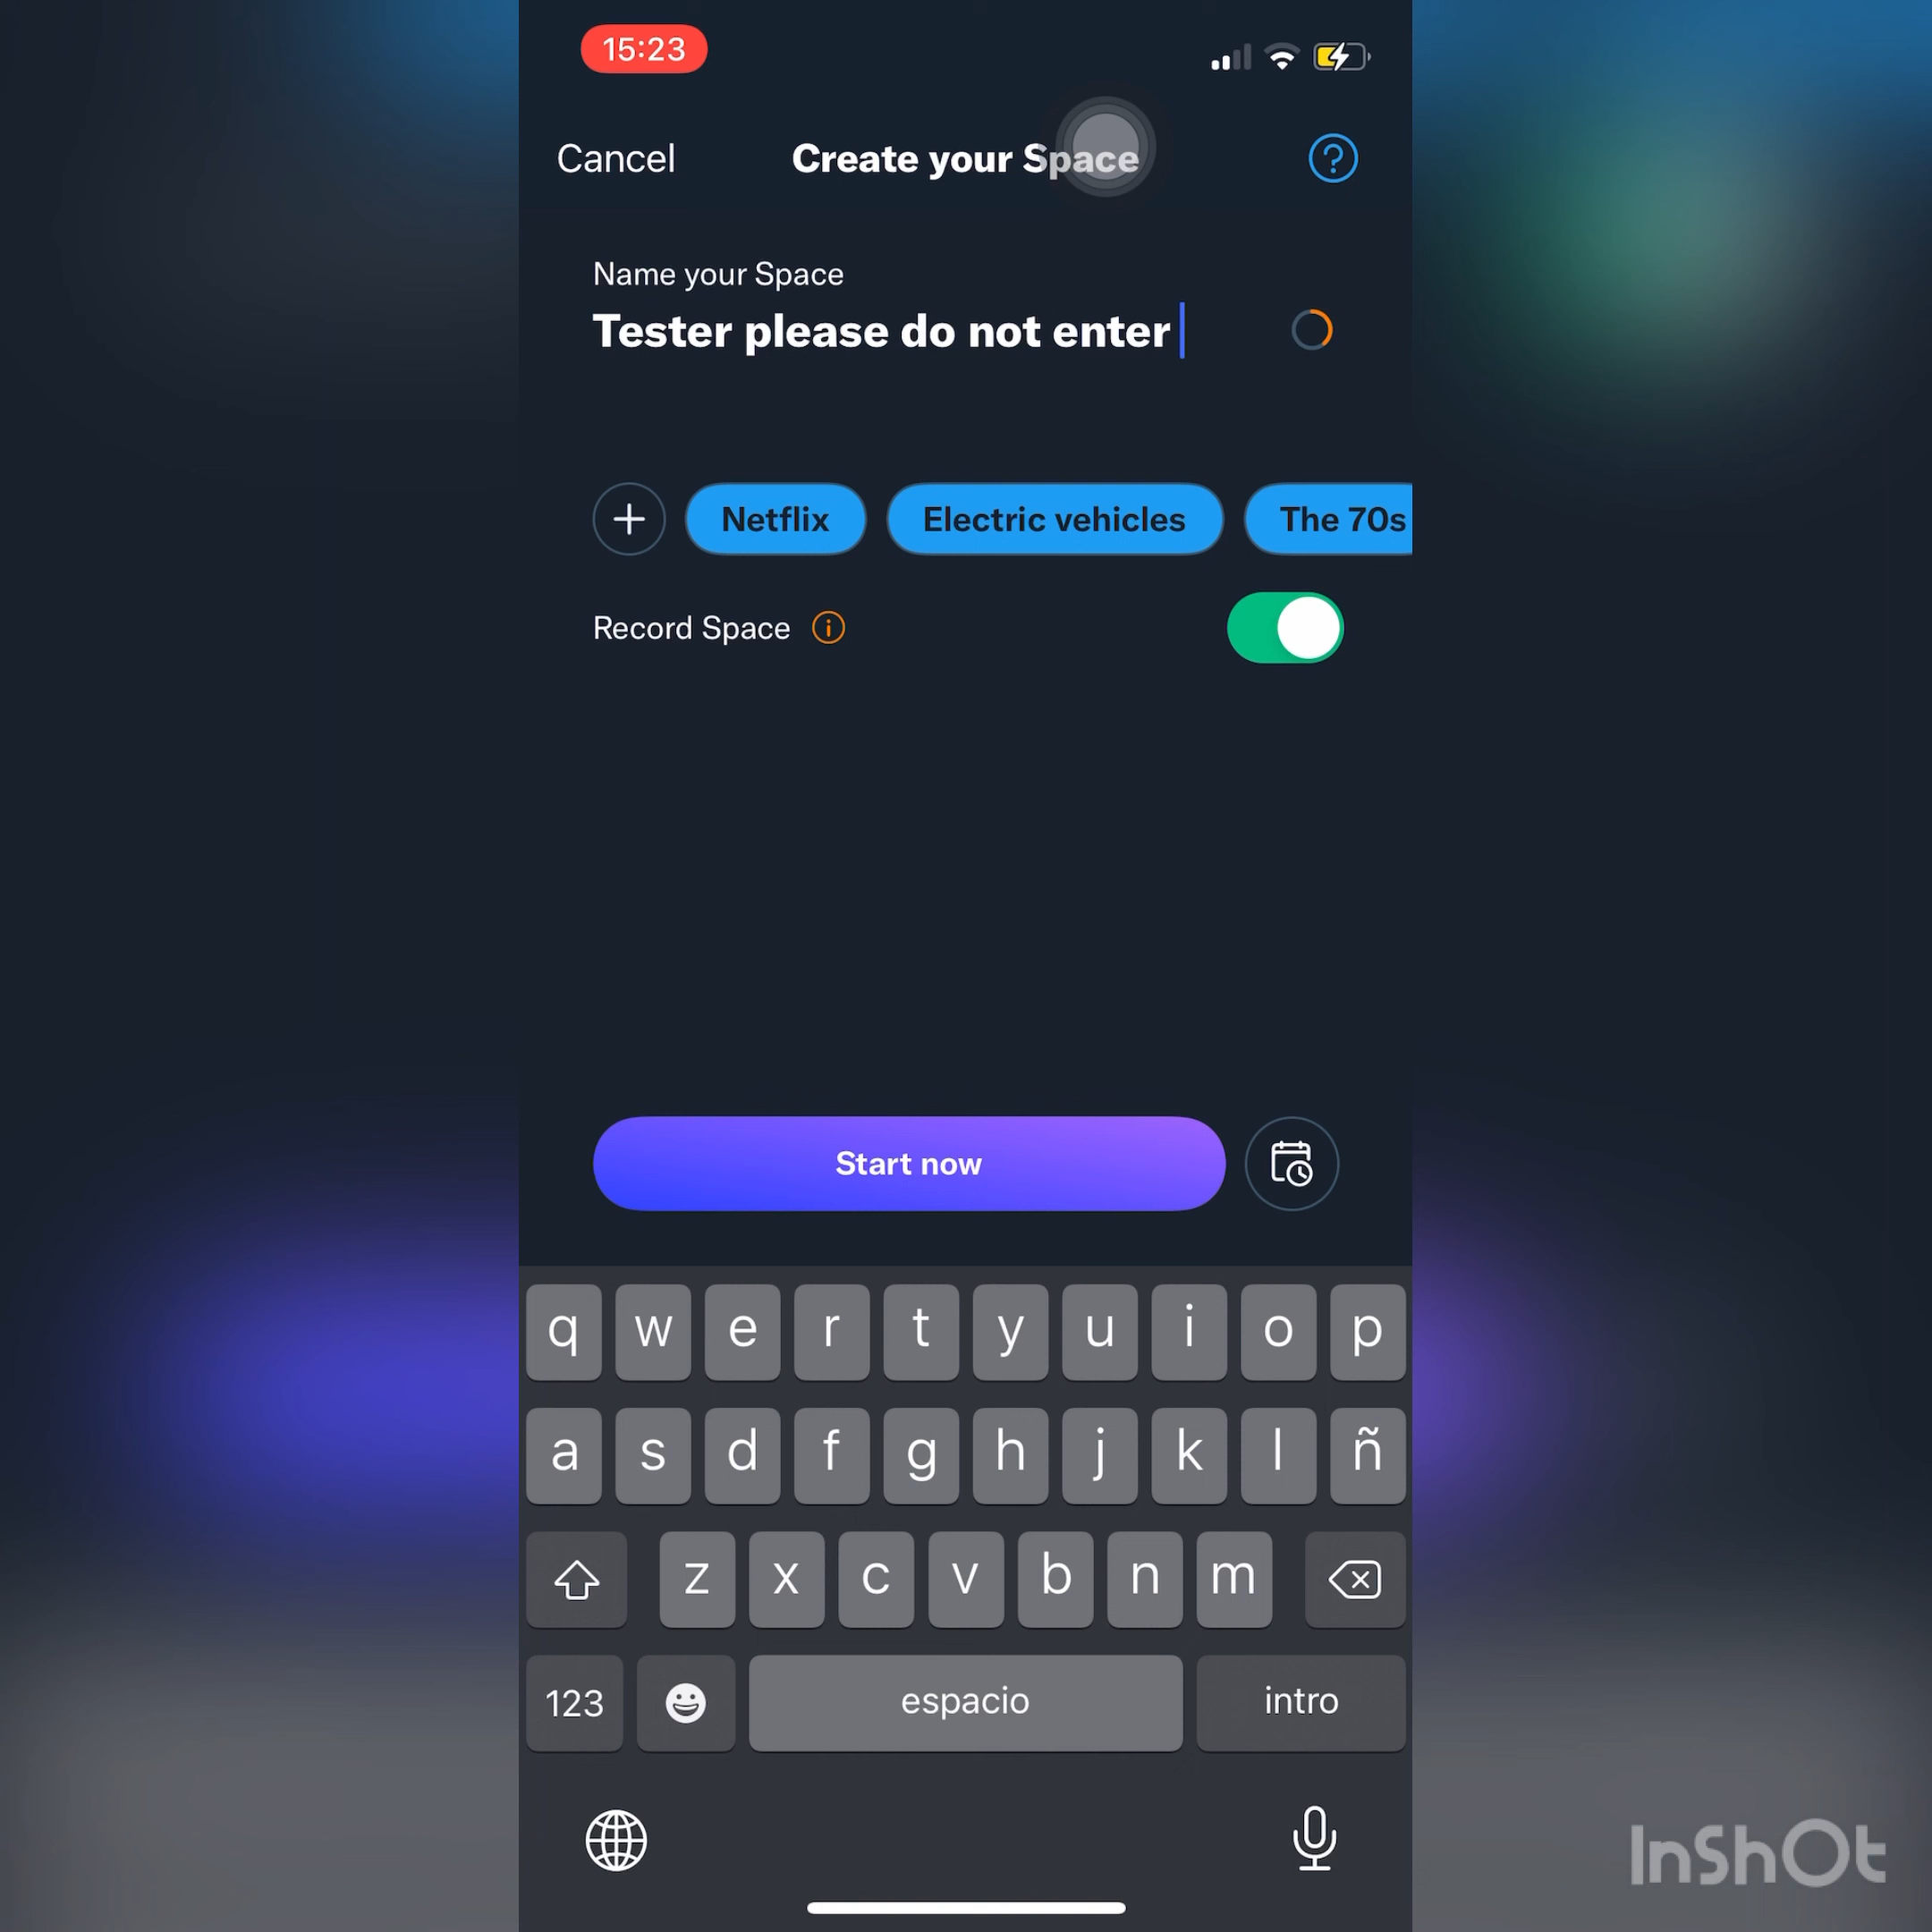 15:23
Cancel
Create your Space
Name your Space
Tester please do not enter
Netflix
Electric vehicles
The 70s
Record Space
Start now
q w e r t y u i o p
a s d f g h j k l ñ
z x c v b n m
123
espacio
intro
InShOt